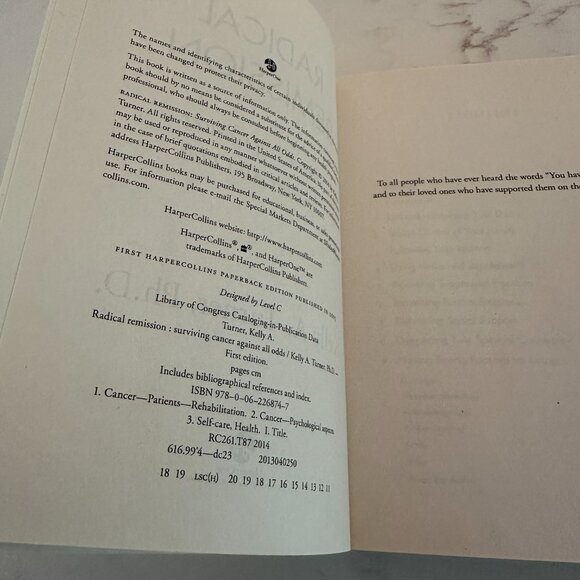 HarperOne
The names and identifying characteristics of certain individuals
have been changed to protect their privacy.
This book is written as a source of information only. The information
book should by no means be considered a substitute for the advice of a
professional, who should always be consulted before beginning any
RADICAL REMISSION: Surviving Cancer Against All Odds. Copyright ©
Turner. All rights reserved. Printed in the United States of America. No
may be used or reproduced in any manner whatsoever without written permission
in the case of brief quotations embodied in critical articles and reviews. For
address HarperCollins Publishers, 195 Broadway, New York, NY 10007.
HarperCollins books may be purchased for educational, business, or sales
use. For information please e-mail the Special Markets Department at
collins.com.
HarperCollins website: http://www.harpercollins.com
HarperCollins®, ®, and HarperOne™ are
trademarks of HarperCollins Publishers.
FIRST HARPERCOLLINS PAPERBACK EDITION PUBLISHED IN
Designed by Level C
Library of Congress Cataloging-in-Publication Data
Turner, Kelly A.
Radical remission : surviving cancer against all odds / Kelly A. Turner, Ph.D. —
First edition.
pages cm
Includes bibliographical references and index.
ISBN 978-0-06-226874-7
1. Cancer—Patients—Rehabilitation. 2. Cancer—Psychological aspects.
3. Self-care, Health. I. Title.
RC261.T87 2014
616.99'4—dc23 2013040250
18 19 LSC(H) 20 19 18 17 16 15 14 13 12 11
To all people who have ever heard the words "You have
and to their loved ones who have supported them on the